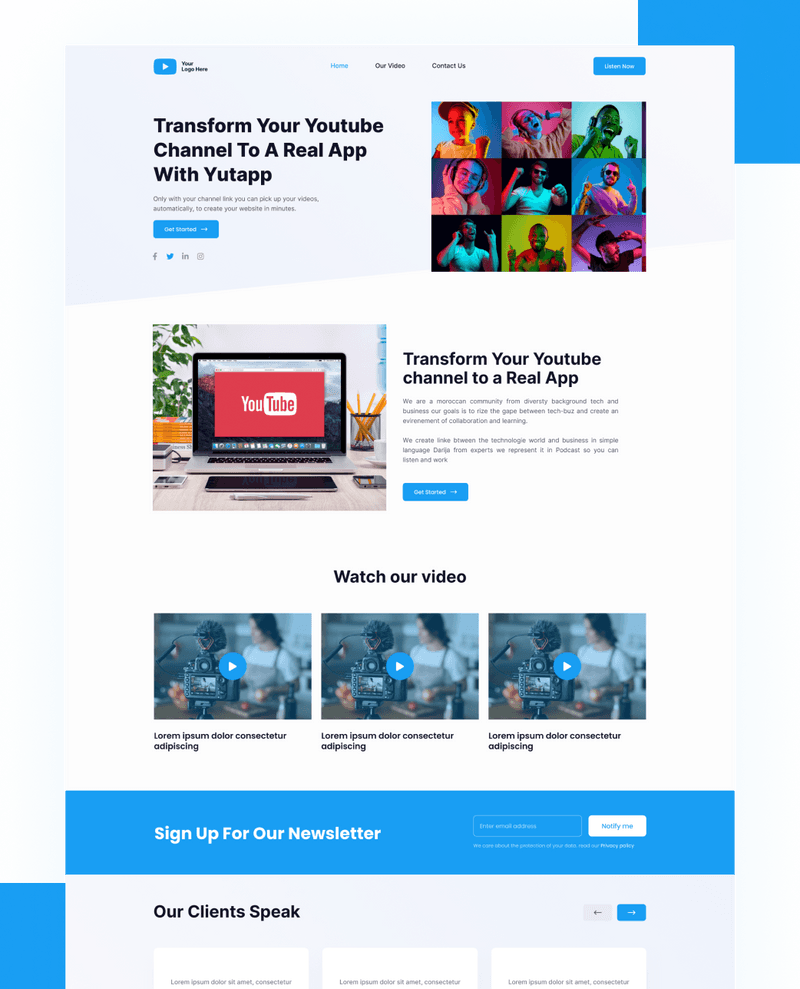 Your
Logo Here
Home
Our Video
Contact Us
Listen Now
Transform Your Youtube
Channel To A Real App
With Yutapp
Only with your channel link you can pick up your videos,
automatically, to create your website in minutes.
Get Started →
You Tube
Transform Your Youtube
channel to a Real App
We are a moroccan community from diversty background tech and
business our goals is to rize the gape between tech-buz and create an
evirenement of collaboration and learning.
We create linke btween the technologie world and business in simple
language Darija from experts we represent it in Podcast so you can
listen and work
Get Started →
Watch our video
Lorem ipsum dolor consectetur
adipiscing
Lorem ipsum dolor consectetur
adipiscing
Lorem ipsum dolor consectetur
adipiscing
Sign Up For Our Newsletter
Enter email address
Notify me
We care about the protection of your data. read our Privacy policy
Our Clients Speak
← →
Lorem ipsum dolor sit amet, consectetur
Lorem ipsum dolor sit amet, consectetur
Lorem ipsum dolor sit amet, consectetur